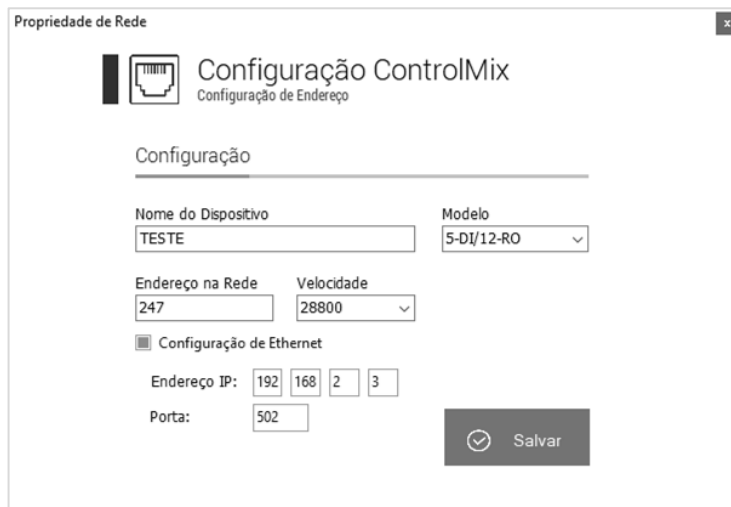 Propriedade de Rede
x
Configuração ControlMix
Configuração de Endereço
Configuração
Nome do Dispositivo Modelo
TESTE 5-DI/12-RO
Endereço na Rede Velocidade
247 28800
Configuração de Ethernet
Endereço IP: 192 168 2 3
Porta: 502
Salvar